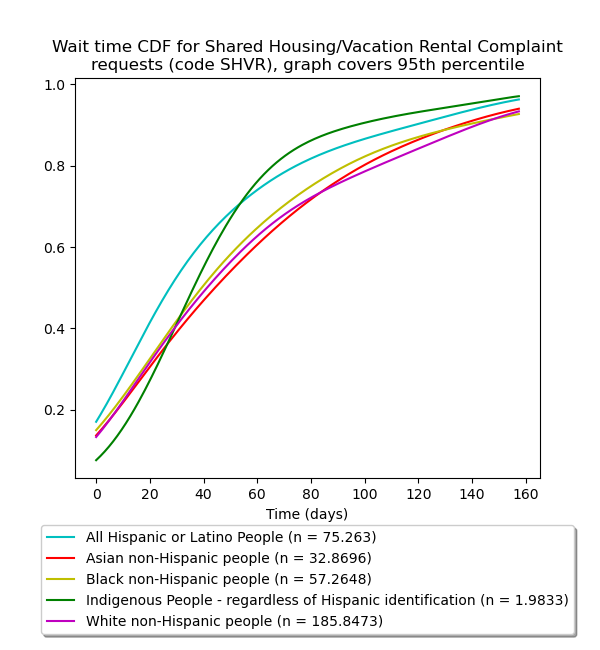 Wait time CDF for Shared Housing/Vacation Rental Complaint
requests (code SHVR), graph covers 95th percentile
1.0
0.8
0.6
0.4
0.2
0 20 40 60 80 100 120 140 160
Time (days)
All Hispanic or Latino People (n = 75.263)
Asian non-Hispanic people (n = 32.8696)
Black non-Hispanic people (n = 57.2648)
Indigenous People - regardless of Hispanic identification (n = 1.9833)
White non-Hispanic people (n = 185.8473)